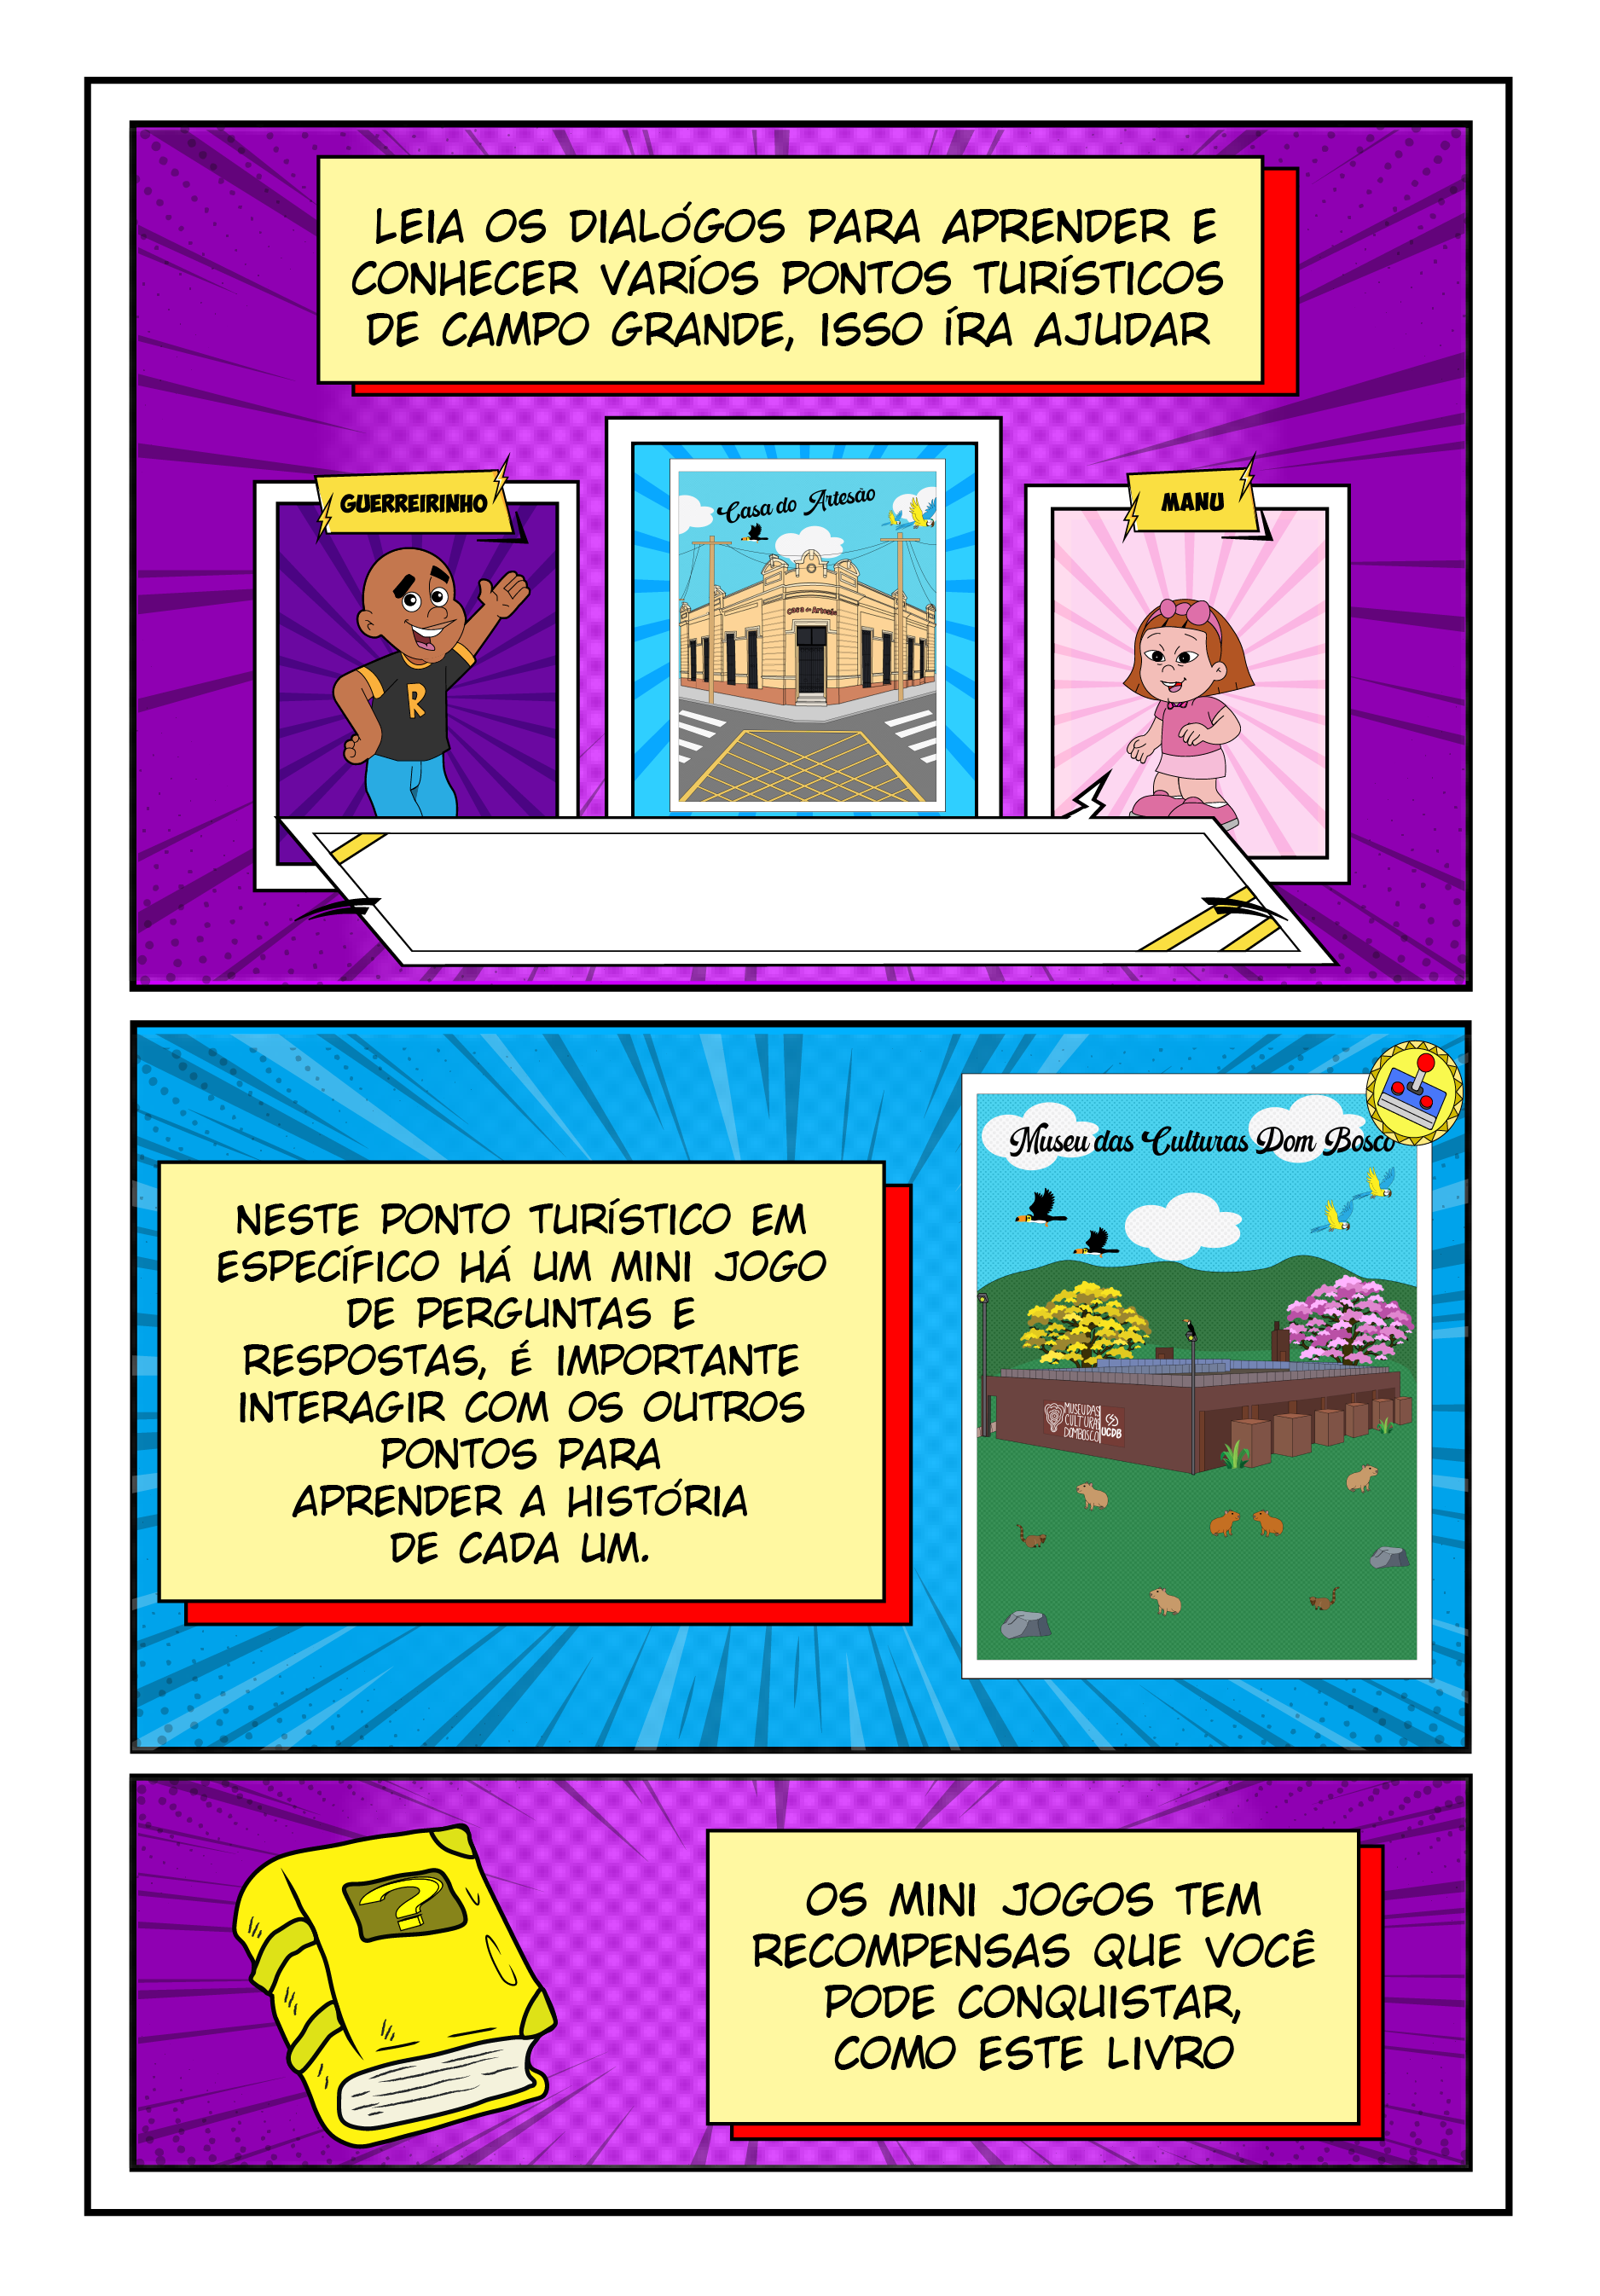 LEIA OS DIALÓGOS PARA APRENDER E
CONHECER VARÍOS PONTOS TURÍSTICOS
DE CAMPO GRANDE, ISSO ÍRA AJUDAR
GUERREIRINHO
R
Casa do Artesão
Casa do Artesão
MANU
NESTE PONTO TURÍSTICO EM
ESPECÍFICO HÁ UM MINI JOGO
DE PERGUNTAS E
RESPOSTAS, É IMPORTANTE
INTERAGIR COM OS OUTROS
PONTOS PARA
APRENDER A HISTÓRIA
DE CADA UM.
Museu das Culturas Dom Bosco
MUSEU DAS
CULTURAS
DOM BOSCO
UCDB
?
OS MINI JOGOS TEM
RECOMPENSAS QUE VOCÊ
PODE CONQUISTAR,
COMO ESTE LIVRO